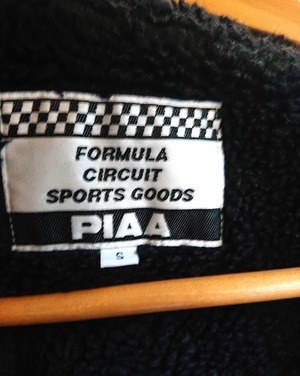 FORMULA
CIRCUIT
SPORTS GOODS
PIAA
S